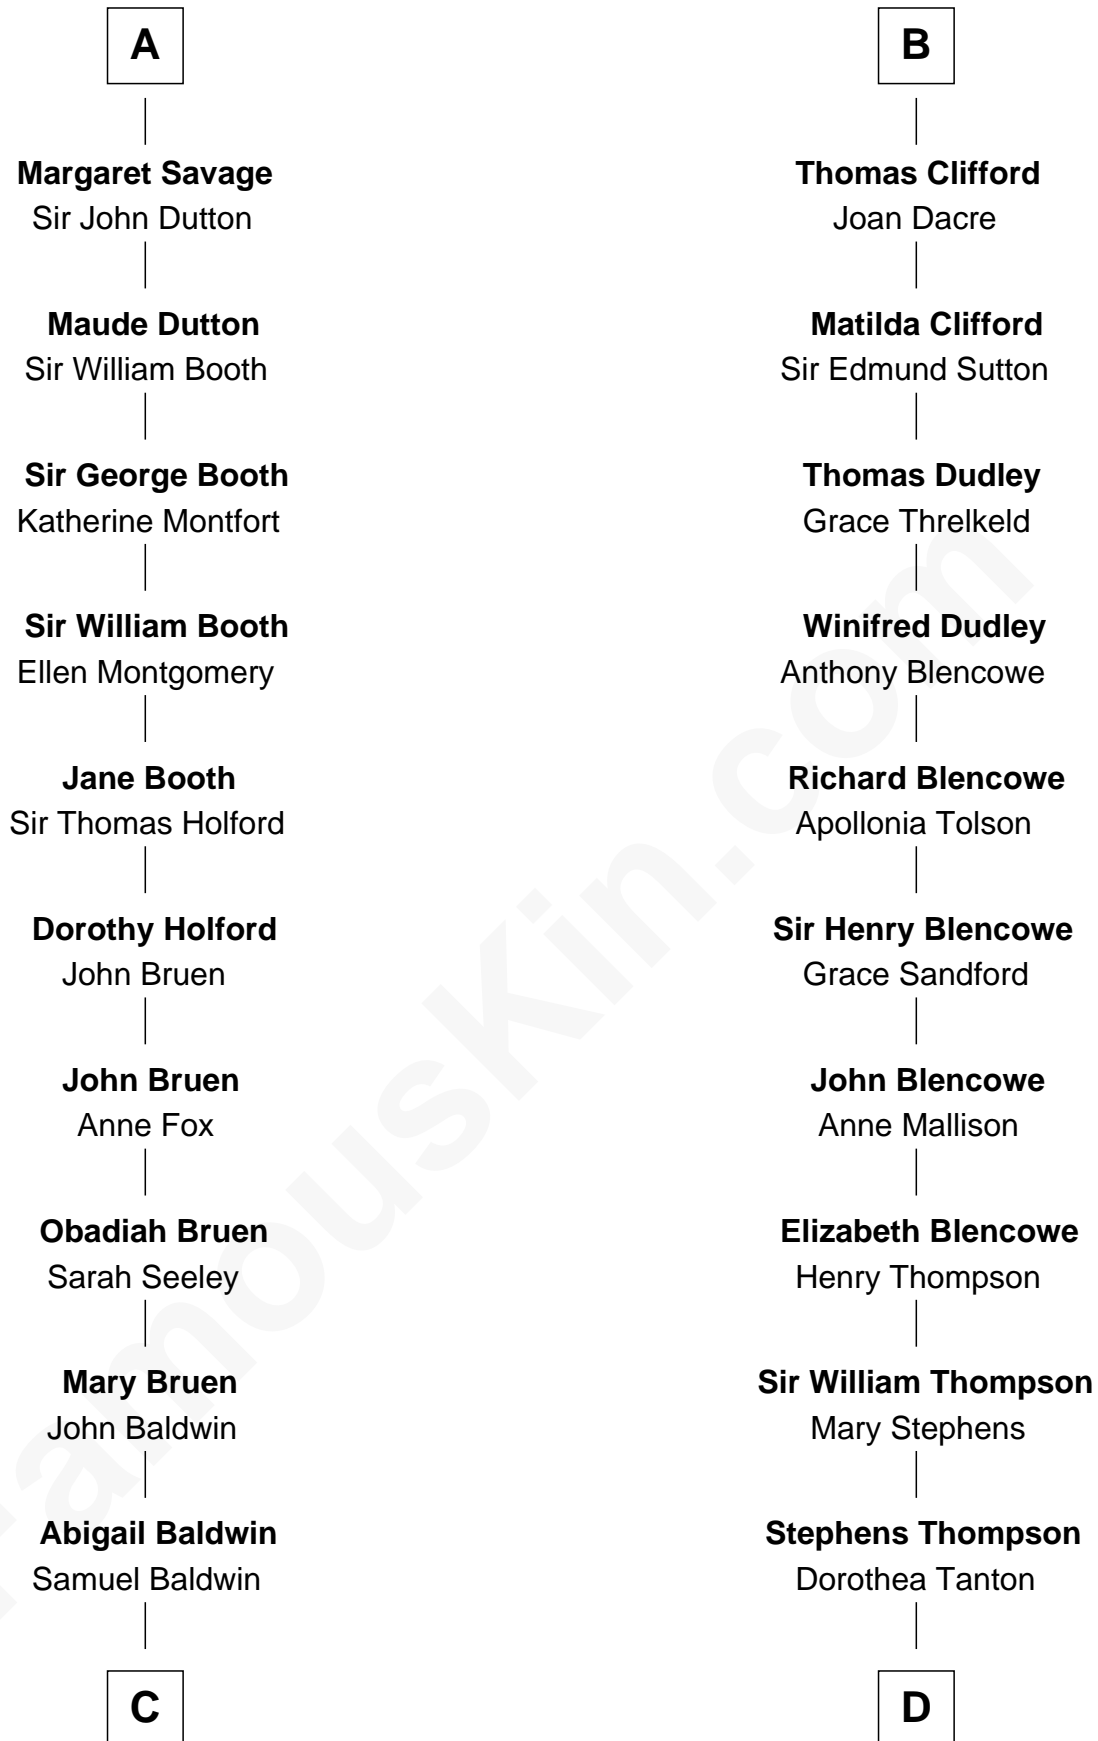 A
Margaret Savage
Sir John Dutton
Maude Dutton
Sir William Booth
Sir George Booth
Katherine Montfort
Sir William Booth
Ellen Montgomery
Jane Booth
Sir Thomas Holford
Dorothy Holford
John Bruen
John Bruen
Anne Fox
Obadiah Bruen
Sarah Seeley
Mary Bruen
John Baldwin
Abigail Baldwin
Samuel Baldwin
C
B
Thomas Clifford
Joan Dacre
Matilda Clifford
Sir Edmund Sutton
Thomas Dudley
Grace Threlkeld
Winifred Dudley
Anthony Blencowe
Richard Blencowe
Apollonia Tolson
Sir Henry Blencowe
Grace Sandford
John Blencowe
Anne Mallison
Elizabeth Blencowe
Henry Thompson
Sir William Thompson
Mary Stephens
Stephens Thompson
Dorothea Tanton
D
FamousKin.com